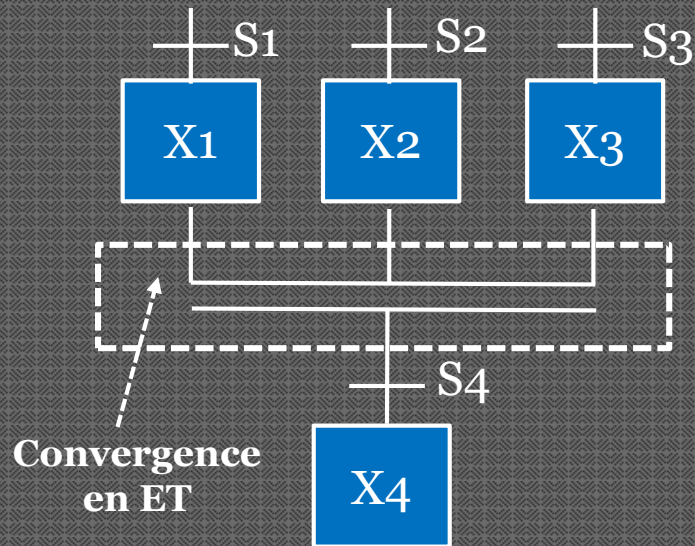 S1
S2
S3
X1
X2
X3
S4
Convergence
en ET
X4